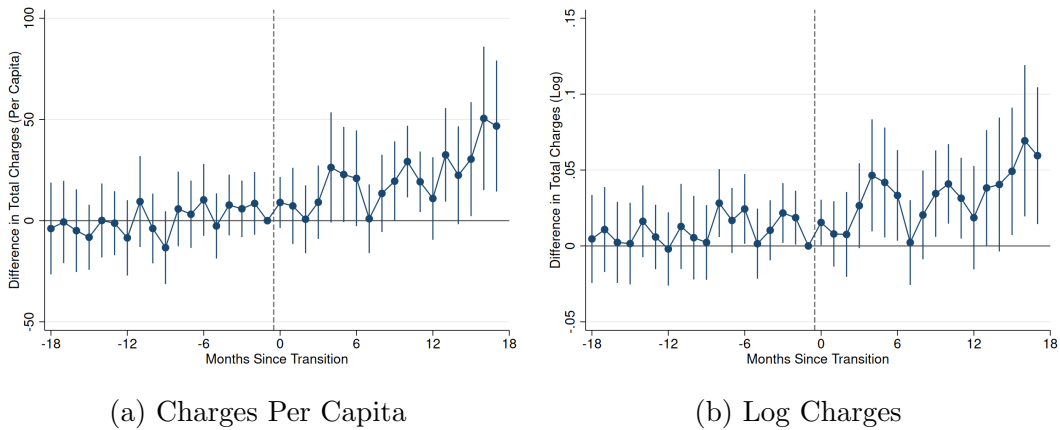 Difference in Total Charges (Per Capita)
100
50
0
-50
-18 -12 -6 0 6 12 18
Months Since Transition
(a) Charges Per Capita
Difference in Total Charges (Log)
.15
.1
.05
0
-.05
-18 -12 -6 0 6 12 18
Months Since Transition
(b) Log Charges